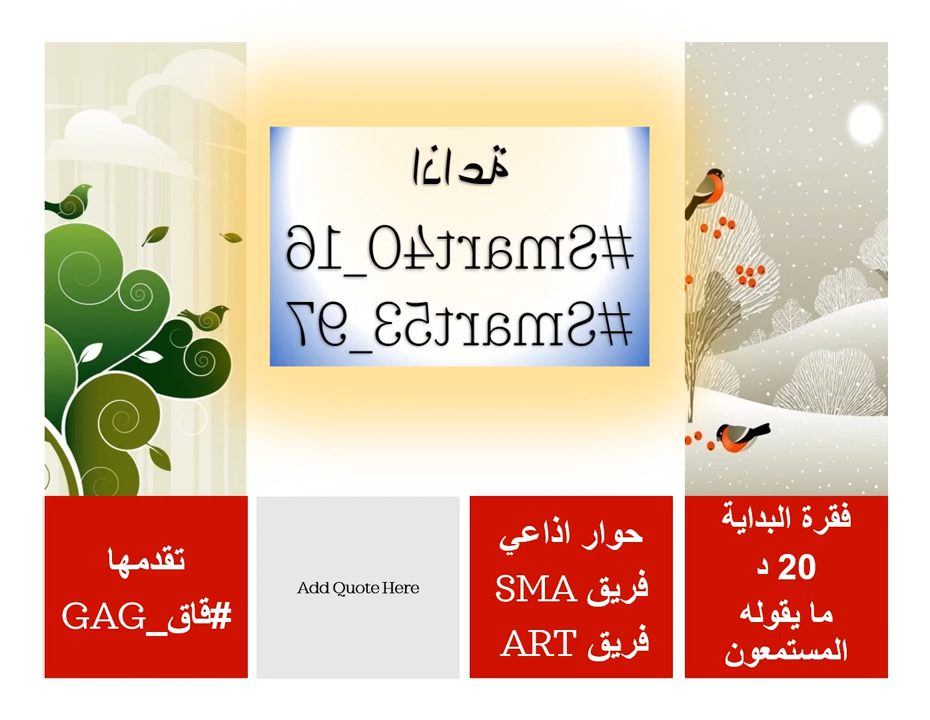 اذاعة
#Smart40_16
#Smart53_97
فقرة البداية
20 د
ما يقوله
المستمعون
حوار اذاعي
فريق SMA
فريق ART
Add Quote Here
تقدمها
#قاق_GAG